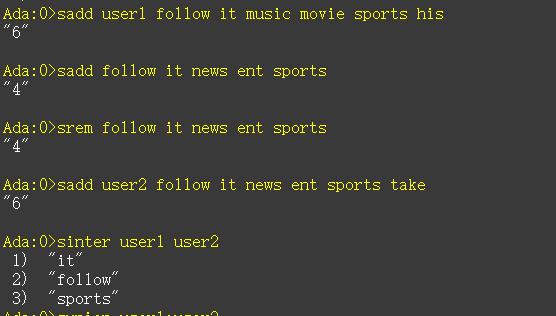 Ada:0>sadd user1 follow it music movie sports his
"6"
Ada:0>sadd follow it news ent sports
"4"
Ada:0>srem follow it news ent sports
"4"
Ada:0>sadd user2 follow it news ent sports take
"6"
Ada:0>sinter user1 user2
1) "it"
2) "follow"
3) "sports"